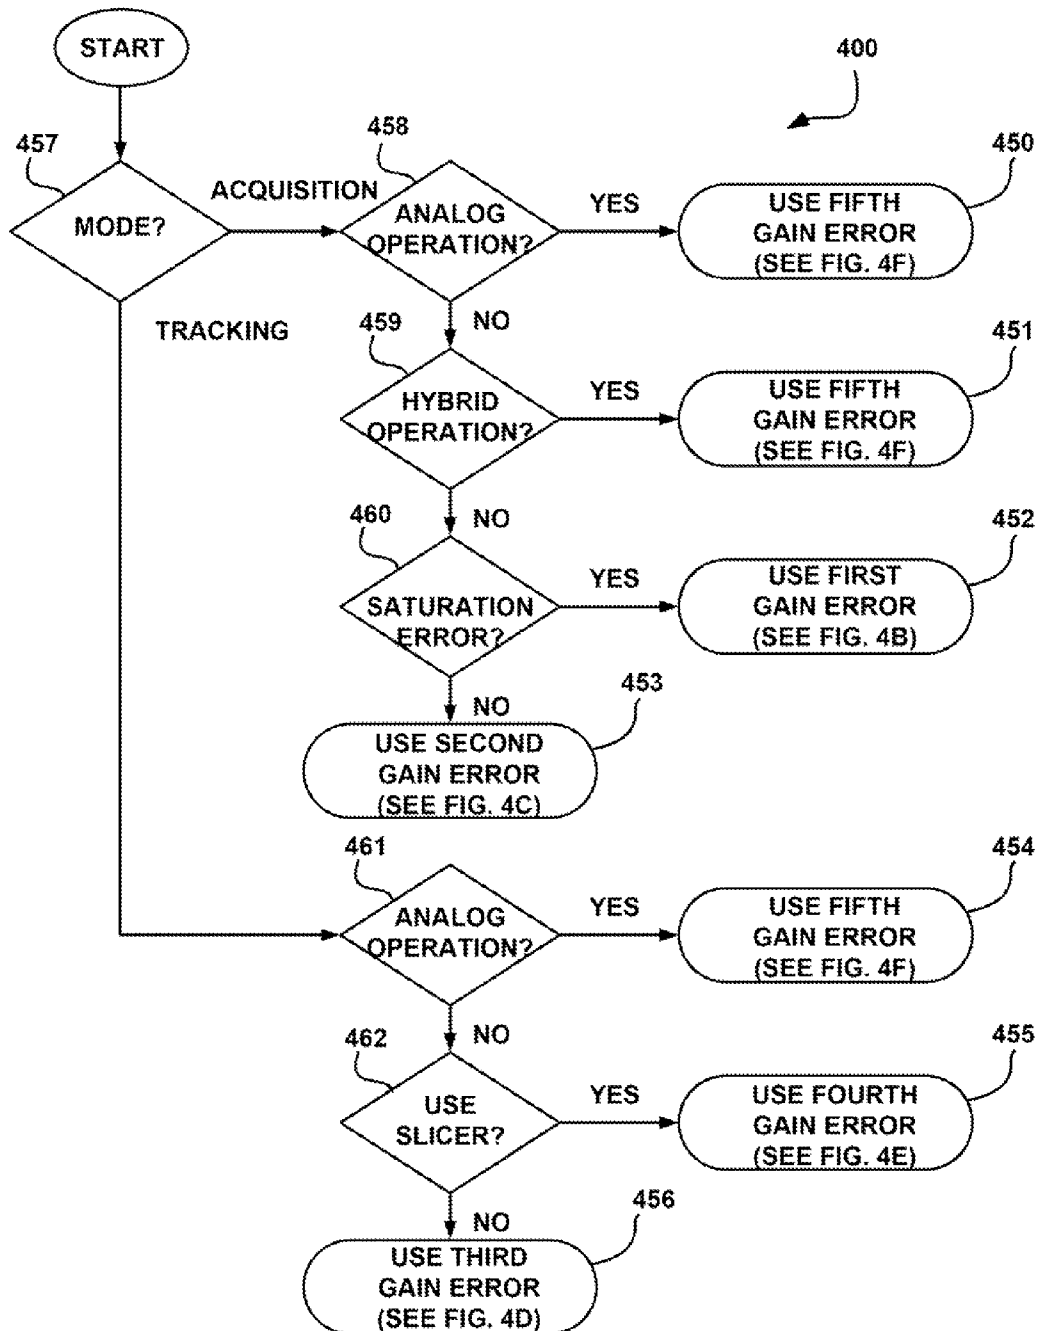 START
400
457
MODE?
ACQUISITION
458
ANALOG
OPERATION?
YES
450
USE FIFTH
GAIN ERROR
(SEE FIG. 4F)
TRACKING
NO
459
HYBRID
OPERATION?
YES
451
USE FIFTH
GAIN ERROR
(SEE FIG. 4F)
NO
460
SATURATION
ERROR?
YES
452
USE FIRST
GAIN ERROR
(SEE FIG. 4B)
NO
453
USE SECOND
GAIN ERROR
(SEE FIG. 4C)
461
ANALOG
OPERATION?
YES
454
USE FIFTH
GAIN ERROR
(SEE FIG. 4F)
NO
462
USE
SLICER?
YES
455
USE FOURTH
GAIN ERROR
(SEE FIG. 4E)
NO
456
USE THIRD
GAIN ERROR
(SEE FIG. 4D)